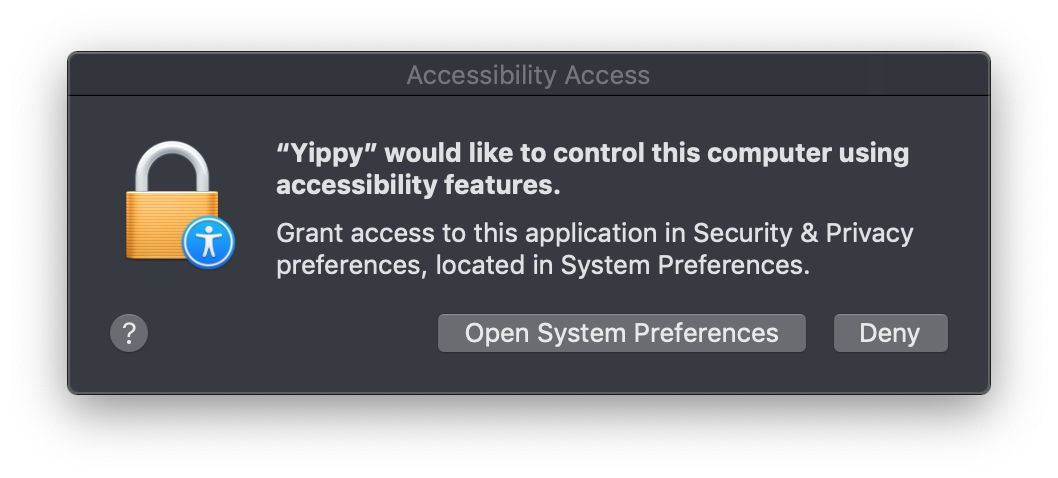 Accessibility Access
“Yippy” would like to control this computer using
accessibility features.
Grant access to this application in Security & Privacy
preferences, located in System Preferences.
?
Open System Preferences
Deny